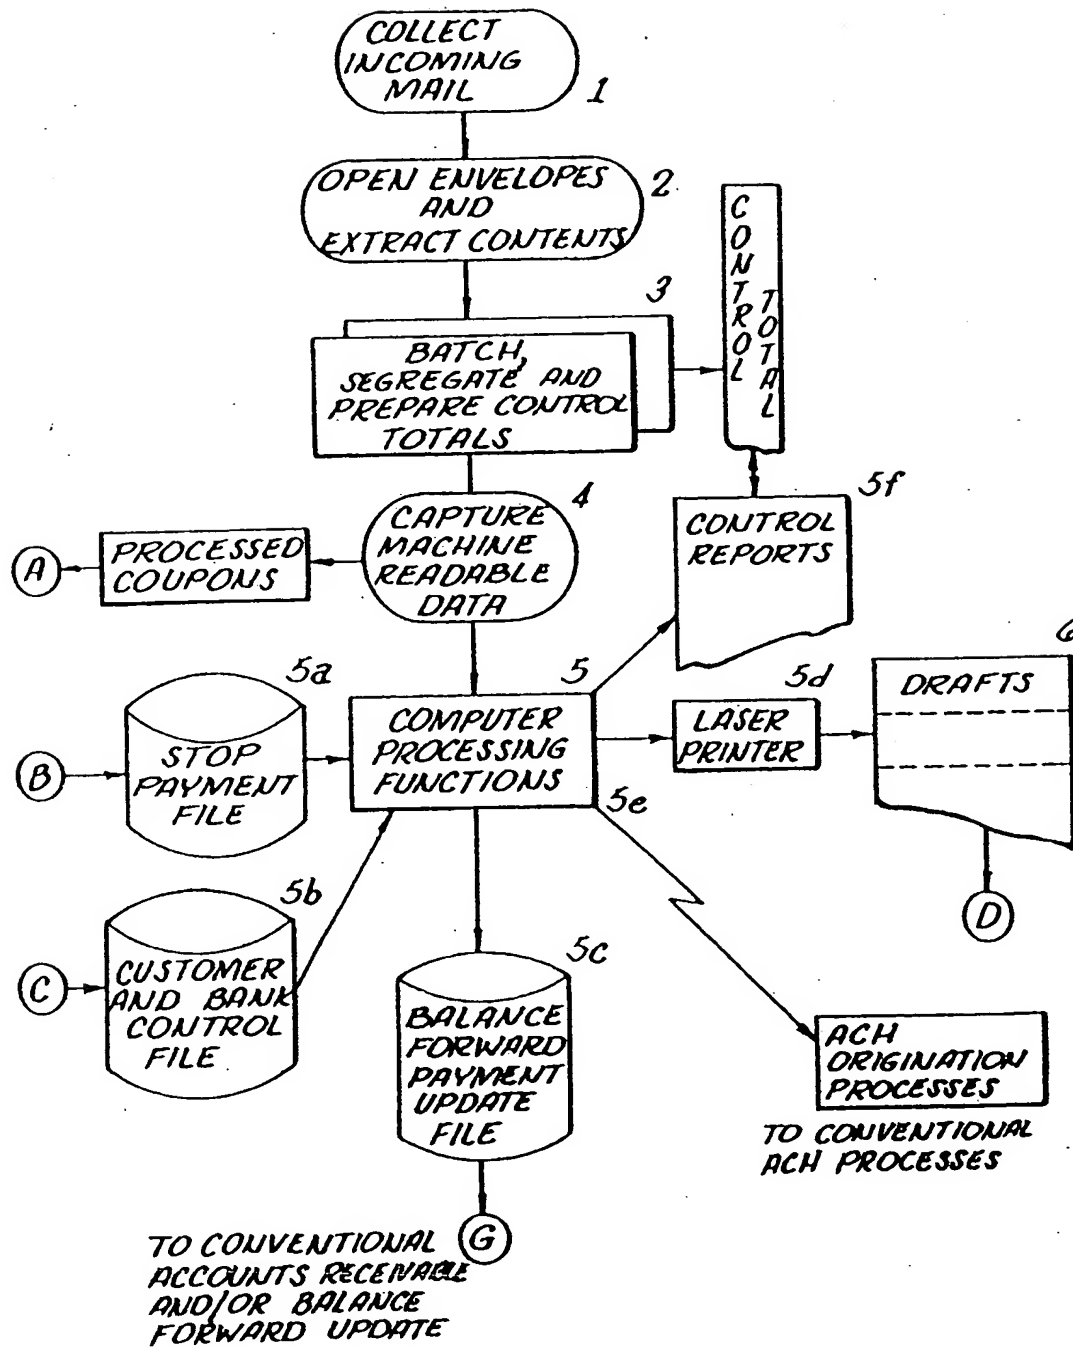 COLLECT
INCOMING
MAIL
1
OPEN ENVELOPES
AND
EXTRACT CONTENTS
2
3
BATCH,
SEGREGATE AND
PREPARE CONTROL
TOTALS
CONTROL
TOTAL
4
CAPTURE
MACHINE
READABLE
DATA
PROCESSED
COUPONS
A
5f
CONTROL
REPORTS
5a
STOP
PAYMENT
FILE
B
5
COMPUTER
PROCESSING
FUNCTIONS
5d
LASER
PRINTER
6
DRAFTS
D
5e
5b
CUSTOMER
AND BANK
CONTROL
FILE
C
5c
BALANCE
FORWARD
PAYMENT
UPDATE
FILE
G
ACH
ORIGINATION
PROCESSES
TO CONVENTIONAL
ACH PROCESSES
TO CONVENTIONAL
ACCOUNTS RECEIVABLE
AND/OR BALANCE
FORWARD UPDATE